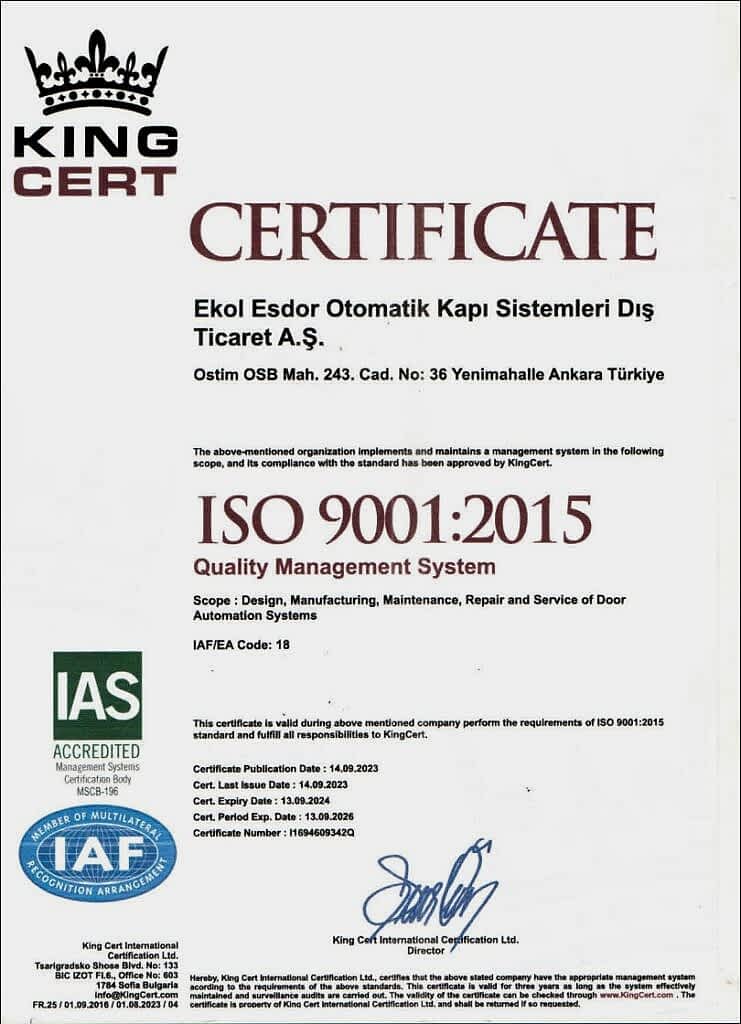 KING
CERT
CERTIFICATE
Ekol Esdor Otomatik Kapı Sistemleri Dış
Ticaret A.Ş.
Ostim OSB Mah. 243. Cad. No: 36 Yenimahalle Ankara Türkiye
The above-mentioned organization implements and maintains a management system in the following
scope, and its compliance with the standard has been approved by KingCert.
ISO 9001:2015
Quality Management System
Scope : Design, Manufacturing, Maintenance, Repair and Service of Door
Automation Systems
IAF/EA Code: 18
IAS
ACCREDITED
Management Systems
Certification Body
MSCB-196
This certificate is valid during above mentioned company perform the requirements of ISO 9001:2015
standard and fulfill all responsibilities to KingCert.
Certificate Publication Date : 14.09.2023
Cert. Last Issue Date : 14.09.2023
Cert. Expiry Date : 13.09.2024
Cert. Period Exp. Date : 13.09.2026
Certificate Number : I1694609342Q
MEMBER OF MULTILATERAL
IAF
RECOGNITION ARRANGEMENT
King Cert International Certification Ltd.
Director
King Cert International
Certification Ltd.
Tsarigradsko Shose Blvd. No: 133
BIC IZOT Fl.6., Office No: 603
1784 Sofia Bulgaria
info@KingCert.com
FR.25 / 01.09.2016 / 01.08.2023 / 04
Hereby, King Cert International Certification Ltd., certifies that the above stated company have the appropriate management system
acording to the requirements of the above standards. This certificate is valid for three years as long as the system effectively
maintained and surveillance audits are carried out. The validity of the certificate can be checked through www.KingCert.com . The
certificate is property of King Cert International Certification Ltd. and shall be returned if so requested.